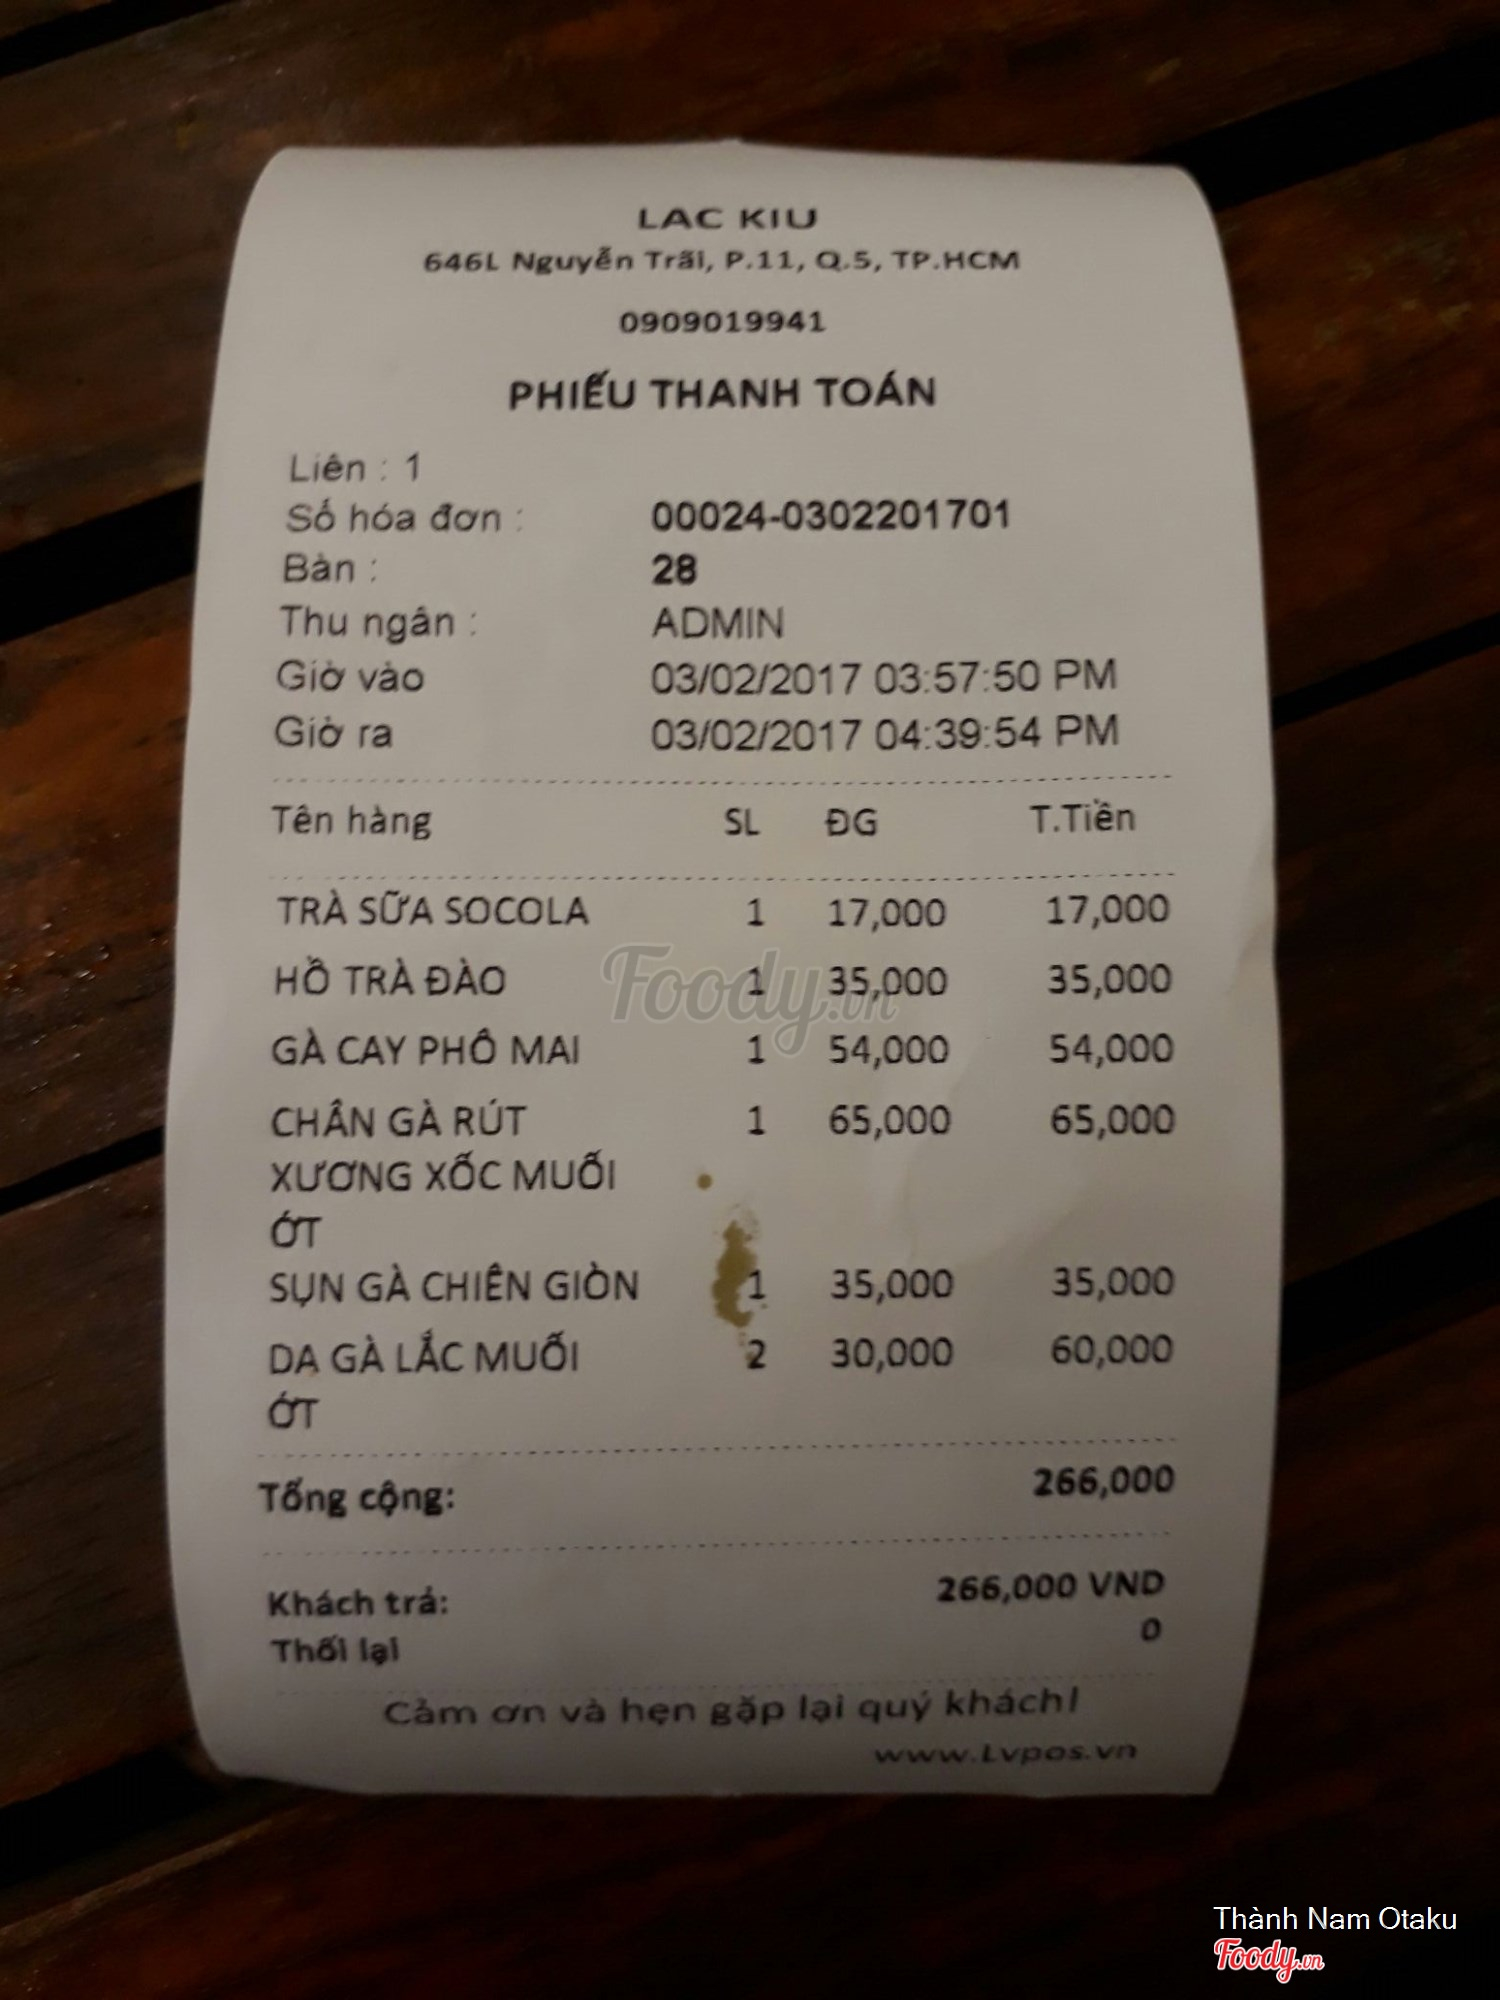 LAC KIU
646L Nguyễn Trãi, P.11, Q.5, TP.HCM
0909019941
PHIẾU THANH TOÁN
Liên : 1
Số hóa đơn : 00024-0302201701
Bàn : 28
Thu ngân : ADMIN
Giờ vào 03/02/2017 03:57:50 PM
Giờ ra 03/02/2017 04:39:54 PM
Tên hàng SL ĐG T.Tiền
TRÀ SỮA SOCOLA 1 17,000 17,000
HỒ TRÀ ĐÀO 1 35,000 35,000
Foody.vn
GÀ CAY PHÔ MAI 1 54,000 54,000
CHÂN GÀ RÚT 1 65,000 65,000
XƯƠNG XỐC MUỐI
ỚT
SỤN GÀ CHIÊN GIÒN 1 35,000 35,000
DA GÀ LẮC MUỐI 2 30,000 60,000
ỚT
Tổng cộng: 266,000
Khách trả: 266,000 VND
Thối lại 0
Cảm ơn và hẹn gặp lại quý khách!
www.Lvpos.vn
Thành Nam Otaku
Foody.vn